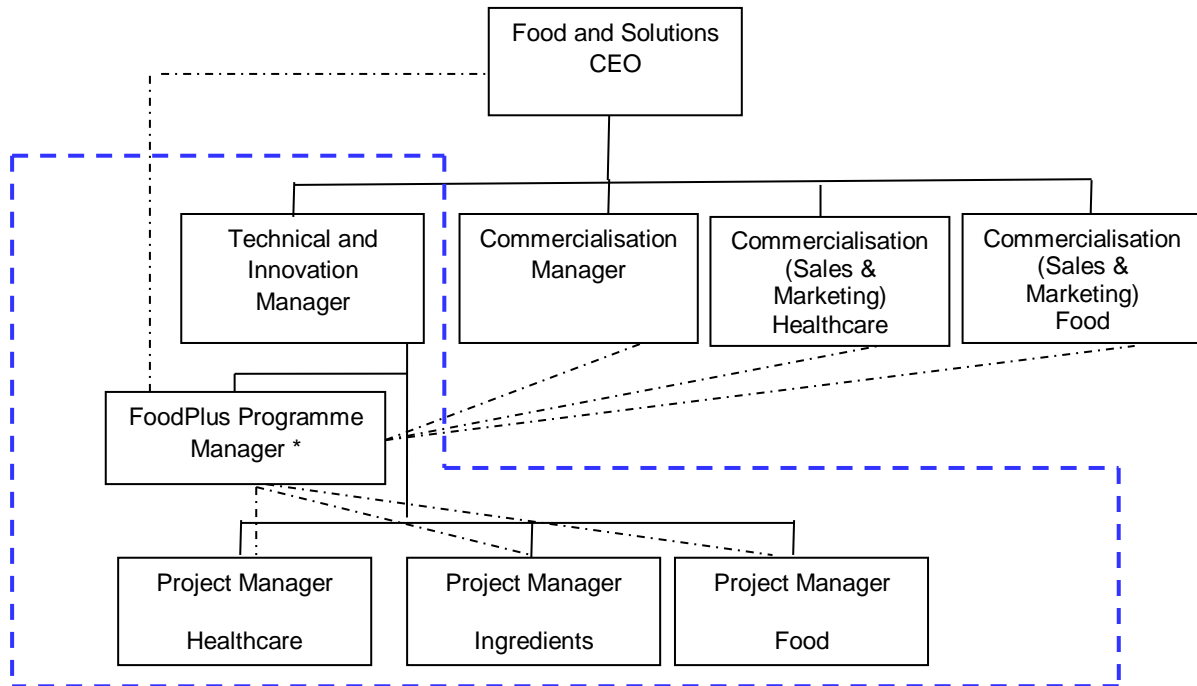 Food and Solutions
CEO
Technical and
Innovation
Manager
Commercialisation
Manager
Commercialisation
(Sales &
Marketing)
Healthcare
Commercialisation
(Sales &
Marketing)
Food
FoodPlus Programme
Manager *
Project Manager
Healthcare
Project Manager
Ingredients
Project Manager
Food